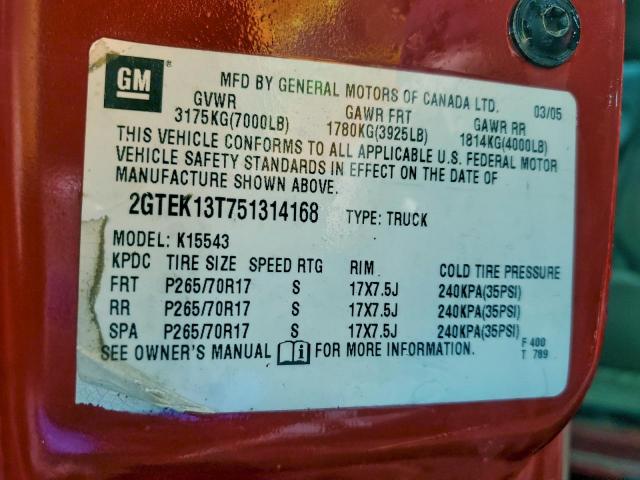 GM
MFD BY GENERAL MOTORS OF CANADA LTD. 03/05
GVWR GAWR FRT GAWR RR
3175KG(7000LB) 1780KG(3925LB) 1814KG(4000LB)
THIS VEHICLE CONFORMS TO ALL APPLICABLE U.S. FEDERAL MOTOR
VEHICLE SAFETY STANDARDS IN EFFECT ON THE DATE OF
MANUFACTURE SHOWN ABOVE.
2GTEK13T751314168 TYPE: TRUCK
MODEL: K15543
KPDC TIRE SIZE SPEED RTG RIM COLD TIRE PRESSURE
FRT P265/70R17 S 17X7.5J 240KPA(35PSI)
RR P265/70R17 S 17X7.5J 240KPA(35PSI)
SPA P265/70R17 S 17X7.5J 240KPA(35PSI)
SEE OWNER'S MANUAL i FOR MORE INFORMATION.
F 400
T 789